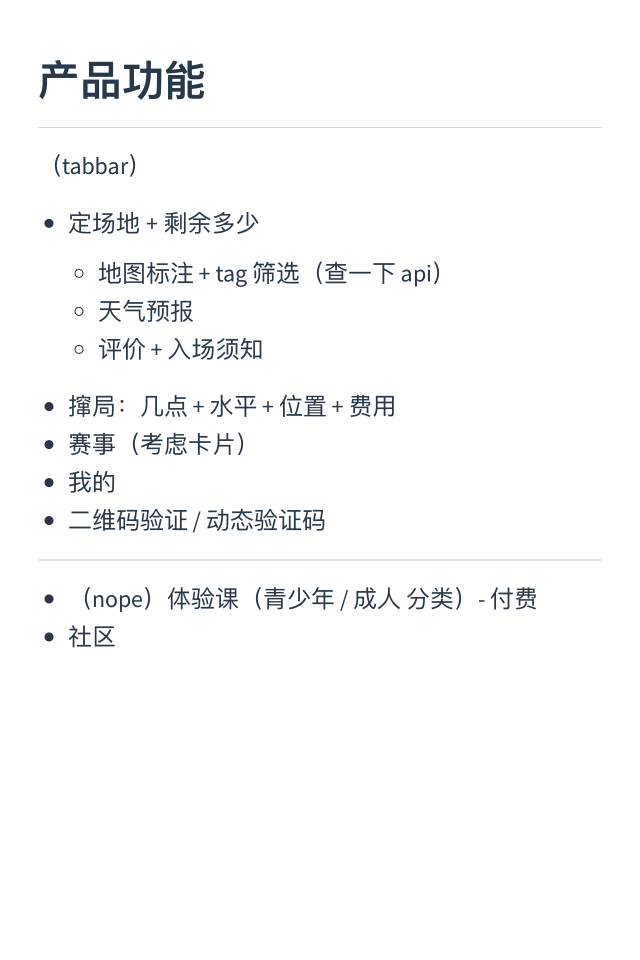 产品功能
（tabbar）
定场地 + 剩余多少
地图标注 + tag 筛选（查一下 api）
天气预报
评价 + 入场须知
撺局：几点 + 水平 + 位置 + 费用
赛事（考虑卡片）
我的
二维码验证 / 动态验证码
（nope）体验课（青少年 / 成人 分类）- 付费
社区